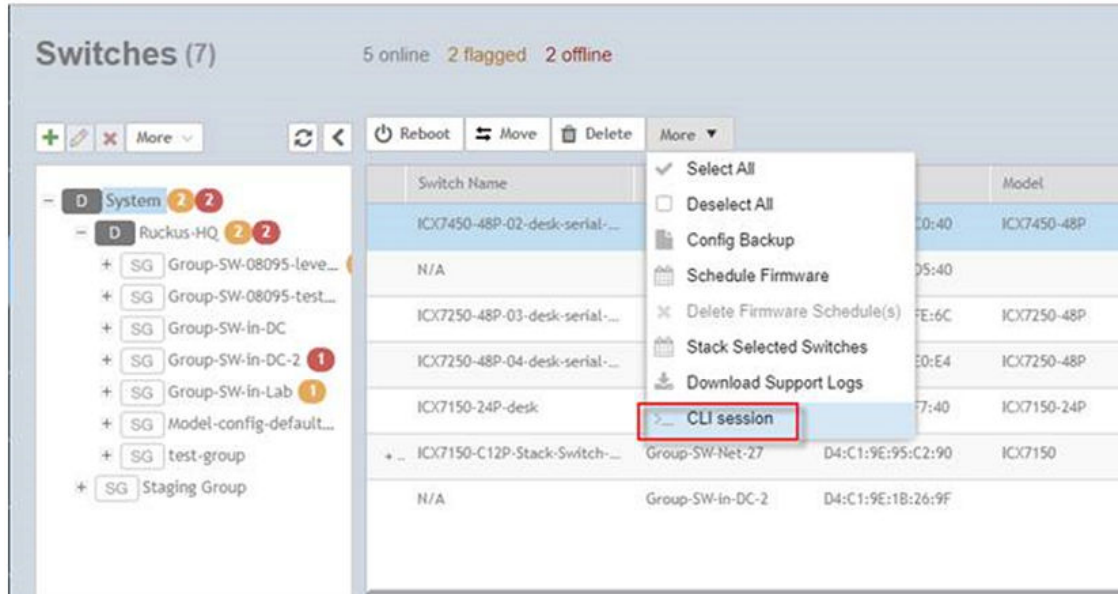 Switches (7) 5 online 2 flagged 2 offline
More Reboot Move Delete More
Select All
Deselect All
Config Backup
Schedule Firmware
Delete Firmware Schedule(s)
Stack Selected Switches
Download Support Logs
CLI session
D System 2 2
D Ruckus-HQ 2 2
SG Group-SW-08095-leve...
SG Group-SW-08095-test...
SG Group-SW-in-DC
SG Group-SW-in-DC-2 1
SG Group-SW-in-Lab 1
SG Model-config-default...
SG test-group
SG Staging Group
Switch Name Model
ICX7450-48P-02-desk-serial-... C0:40 ICX7450-48P
N/A D5:40
ICX7250-48P-03-desk-serial-... FE:6C ICX7250-48P
ICX7250-48P-04-desk-serial-... E0:E4 ICX7250-48P
ICX7150-24P-desk F7:40 ICX7150-24P
ICX7150-C12P-Stack-Switch-... Group-SW-Net-27 D4:C1:9E:95:C2:90 ICX7150
N/A Group-SW-in-DC-2 D4:C1:9E:1B:26:9F